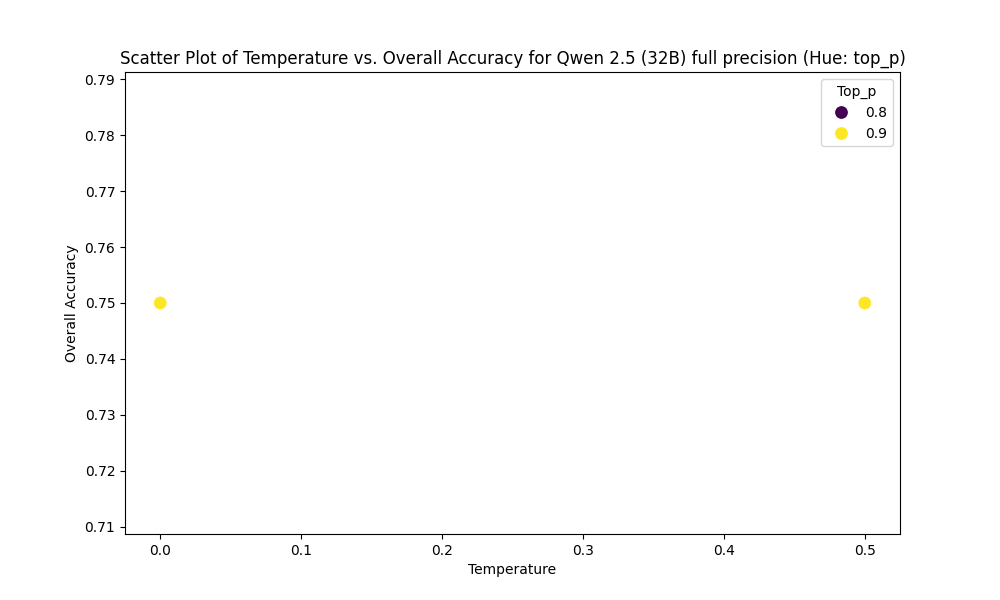 Scatter Plot of Temperature vs. Overall Accuracy for Qwen 2.5 (32B) full precision (Hue: top_p)
Top_p
0.8
0.9
Overall Accuracy
0.79
0.78
0.77
0.76
0.75
0.74
0.73
0.72
0.71
0.0 0.1 0.2 0.3 0.4 0.5
Temperature